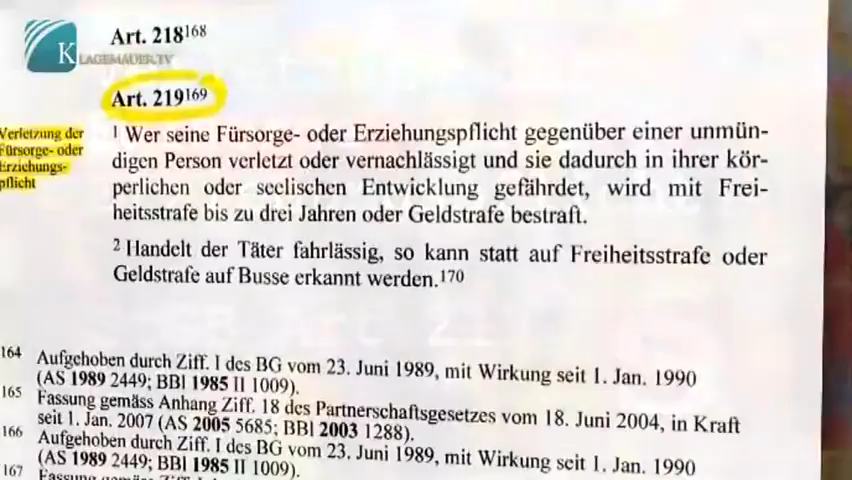 Art. 218168
KLAGEMAUER.TV
Art. 219169
Verletzung der
Fürsorge- oder
Erziehungs-
pflicht
1 Wer seine Fürsorge- oder Erziehungspflicht gegenüber einer unmün-
digen Person verletzt oder vernachlässigt und sie dadurch in ihrer kör-
perlichen oder seelischen Entwicklung gefährdet, wird mit Frei-
heitsstrafe bis zu drei Jahren oder Geldstrafe bestraft.
2 Handelt der Täter fahrlässig, so kann statt auf Freiheitsstrafe oder
Geldstrafe auf Busse erkannt werden.170
164 Aufgehoben durch Ziff. I des BG vom 23. Juni 1989, mit Wirkung seit 1. Jan. 1990
(AS 1989 2449; BBl 1985 II 1009).
165 Fassung gemäss Anhang Ziff. 18 des Partnerschaftsgesetzes vom 18. Juni 2004, in Kraft
seit 1. Jan. 2007 (AS 2005 5685; BBl 2003 1288).
166 Aufgehoben durch Ziff. I des BG vom 23. Juni 1989, mit Wirkung seit 1. Jan. 1990
(AS 1989 2449; BBl 1985 II 1009).
167 Fassung gemäss Ziff. I